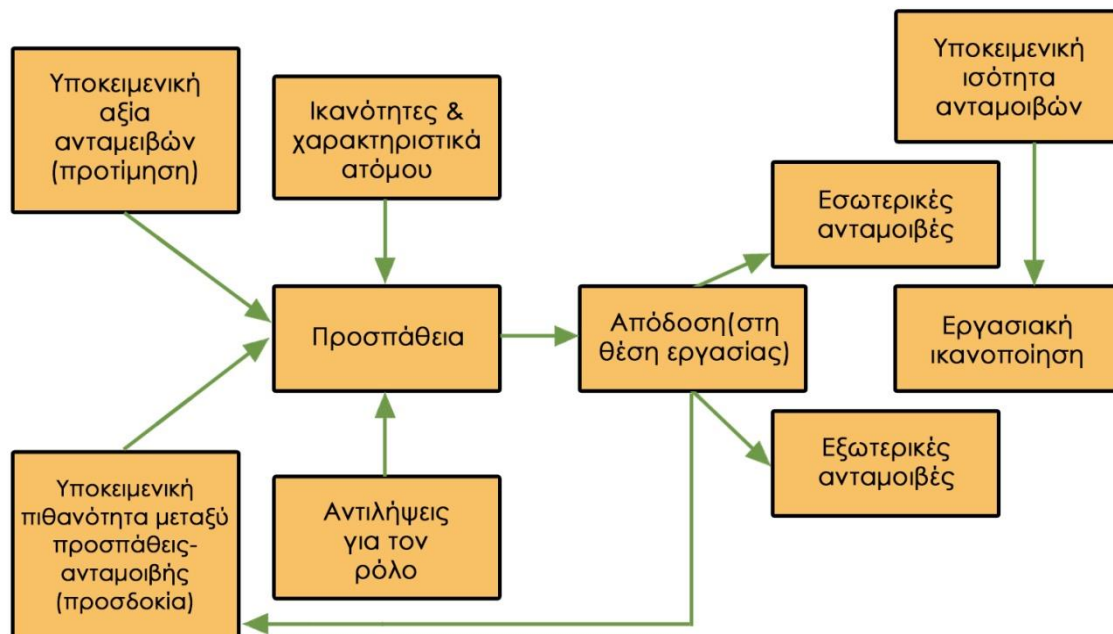 Υποκειμενική
αξία
ανταμειβών
(προτίμηση)
Ικανότητες &
χαρακτηριστικά
ατόμου
Υποκειμενική
ισότητα
ανταμοιβών
Εσωτερικές
ανταμοιβές
Προσπάθεια
Απόδοση(στη
θέση εργασίας)
Εργασιακή
ικανοποίηση
Εξωτερικές
ανταμοιβές
Υποκειμενική
πιθανότητα μεταξύ
προσπάθεις-
ανταμοιβής
(προσδοκία)
Αντιλήψεις
για τον
ρόλο